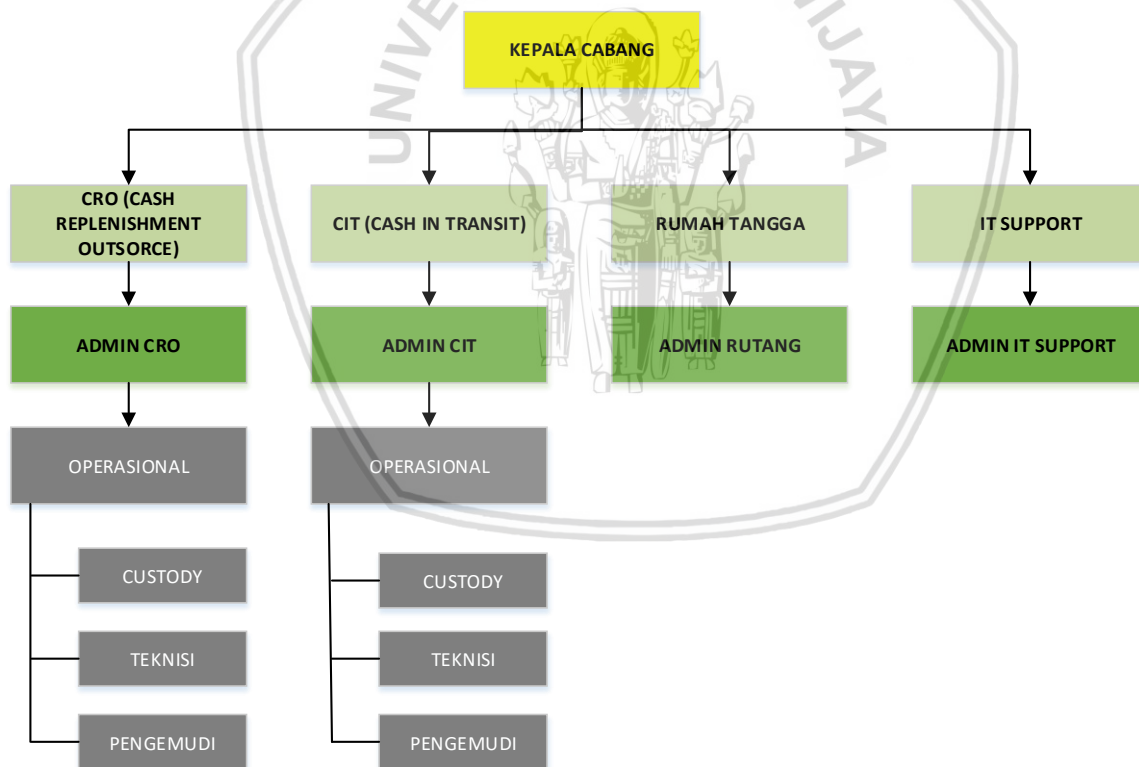 KEPALA CABANG
CRO (CASH
REPLENISHMENT
OUTSORCE)
CIT (CASH IN TRANSIT)
RUMAH TANGGA
IT SUPPORT
ADMIN CRO
ADMIN CIT
ADMIN RUTANG
ADMIN IT SUPPORT
OPERASIONAL
OPERASIONAL
CUSTODY
CUSTODY
TEKNISI
TEKNISI
PENGEMUDI
PENGEMUDI